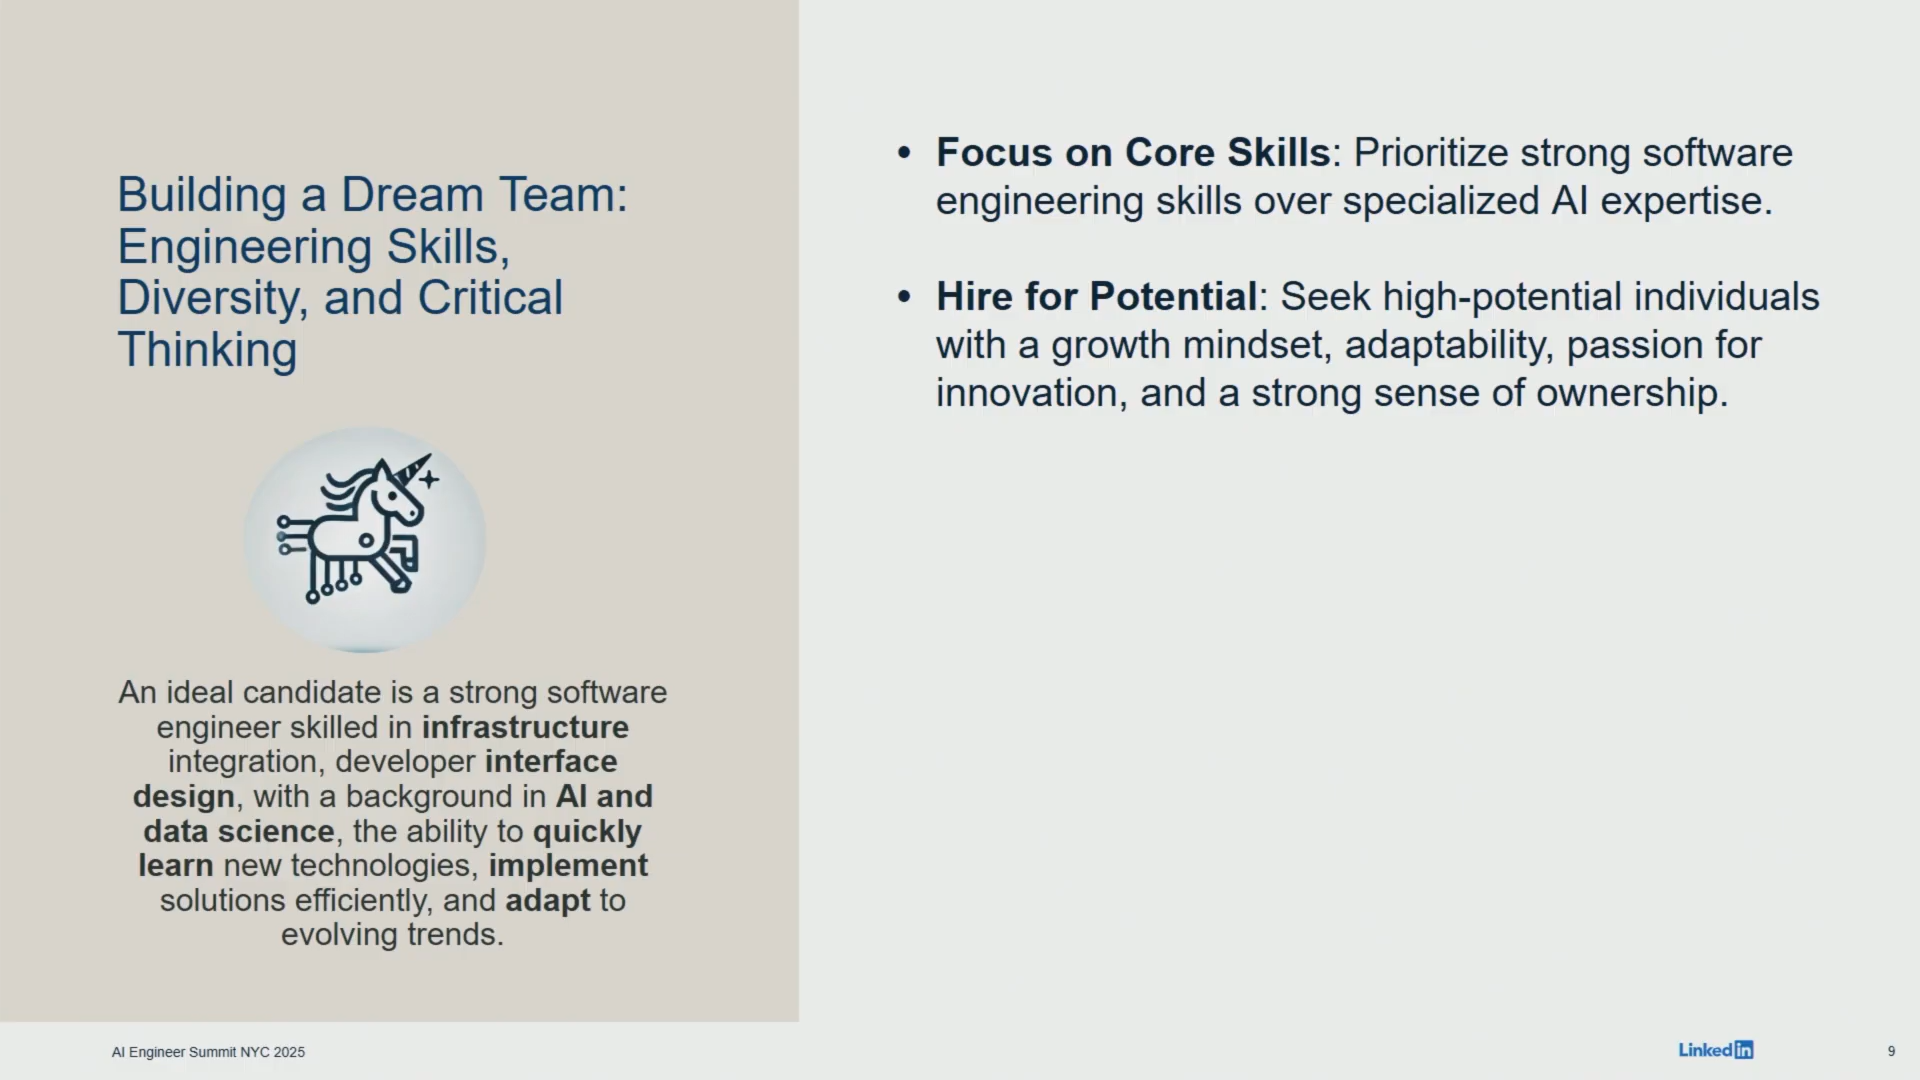 Building a Dream Team:
Engineering Skills,
Diversity, and Critical
Thinking
An ideal candidate is a strong software
engineer skilled in infrastructure
integration, developer interface
design, with a background in AI and
data science, the ability to quickly
learn new technologies, implement
solutions efficiently, and adapt to
evolving trends.
• Focus on Core Skills: Prioritize strong software
engineering skills over specialized AI expertise.
• Hire for Potential: Seek high-potential individuals
with a growth mindset, adaptability, passion for
innovation, and a strong sense of ownership.
AI Engineer Summit NYC 2025
LinkedIn
9